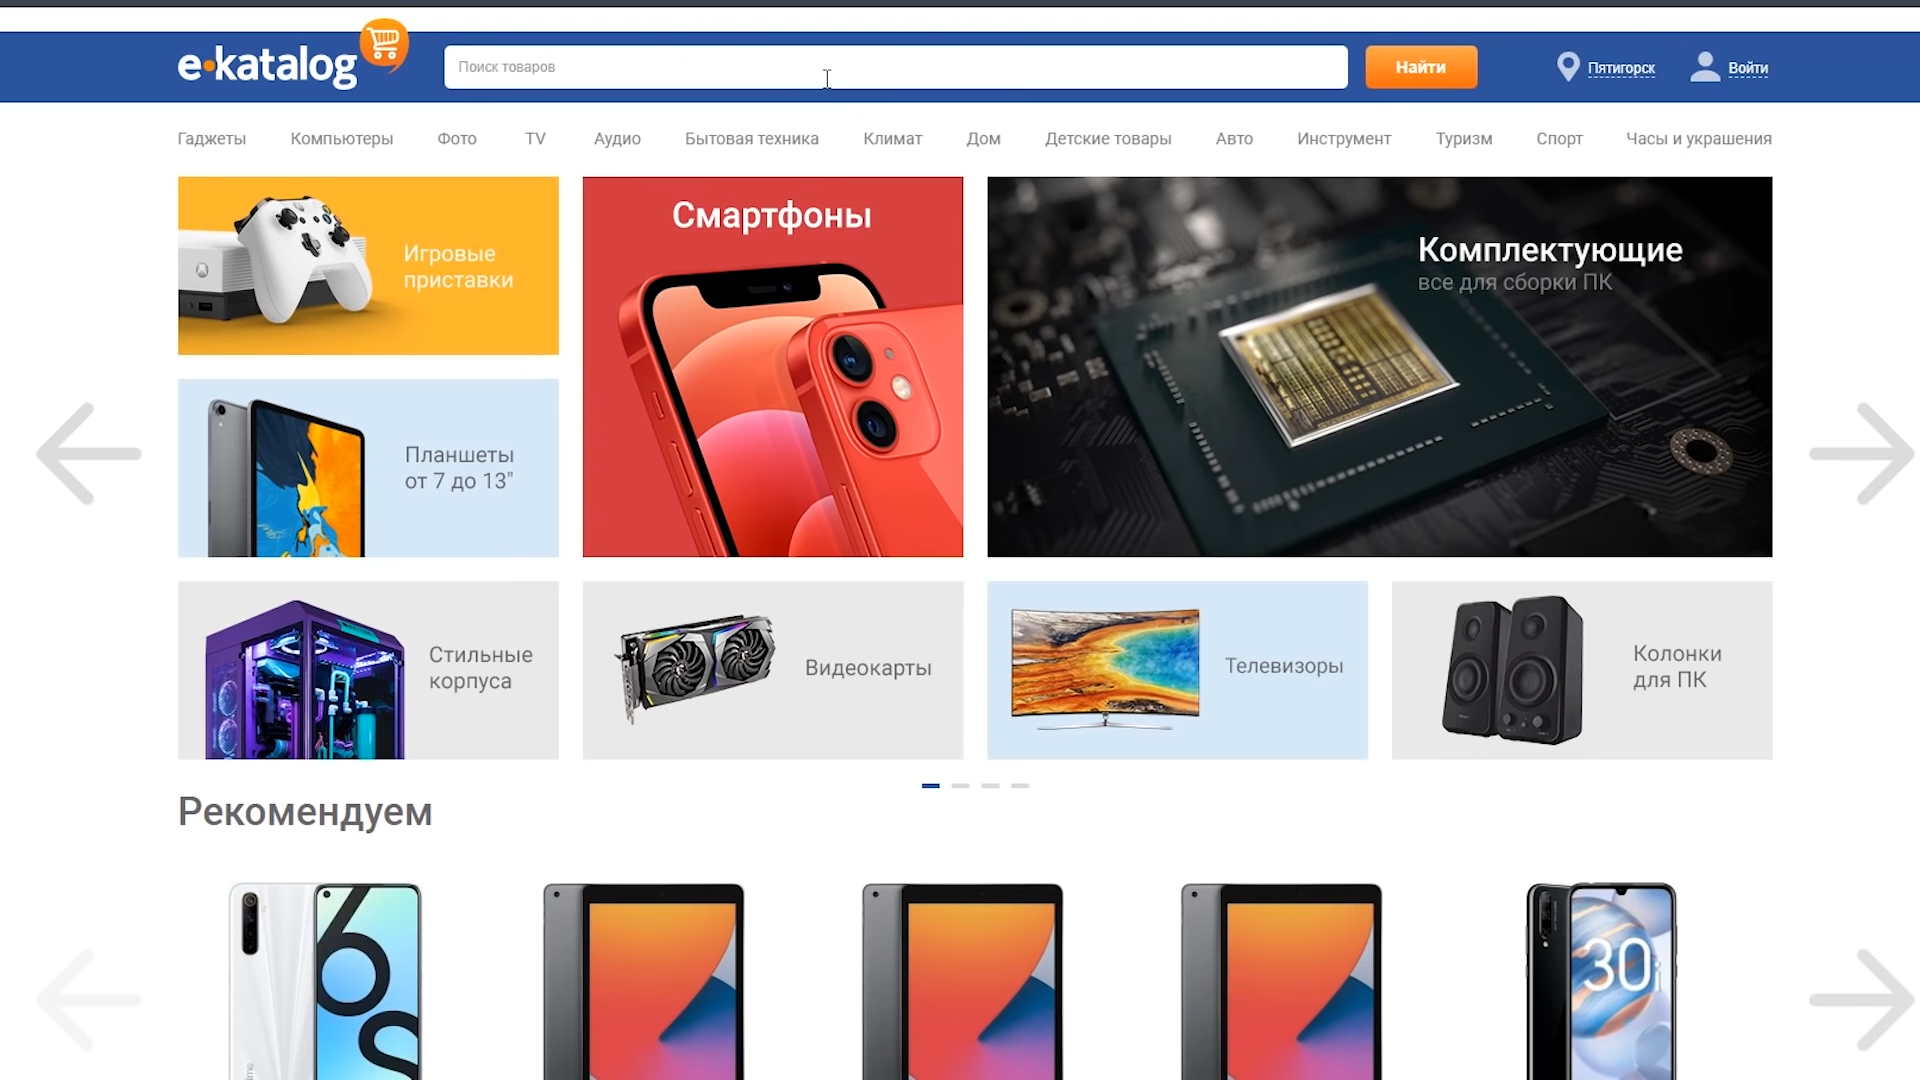 e·katalog
Поиск товаров
Найти
Пятигорск
Войти
Гаджеты
Компьютеры
Фото
TV
Аудио
Бытовая техника
Климат
Дом
Детские товары
Авто
Инструмент
Туризм
Спорт
Часы и украшения
Игровые
приставки
Смартфоны
Комплектующие
все для сборки ПК
Планшеты
от 7 до 13"
Стильные
корпуса
Видеокарты
Телевизоры
Колонки
для ПК
Рекомендуем
6S
30i